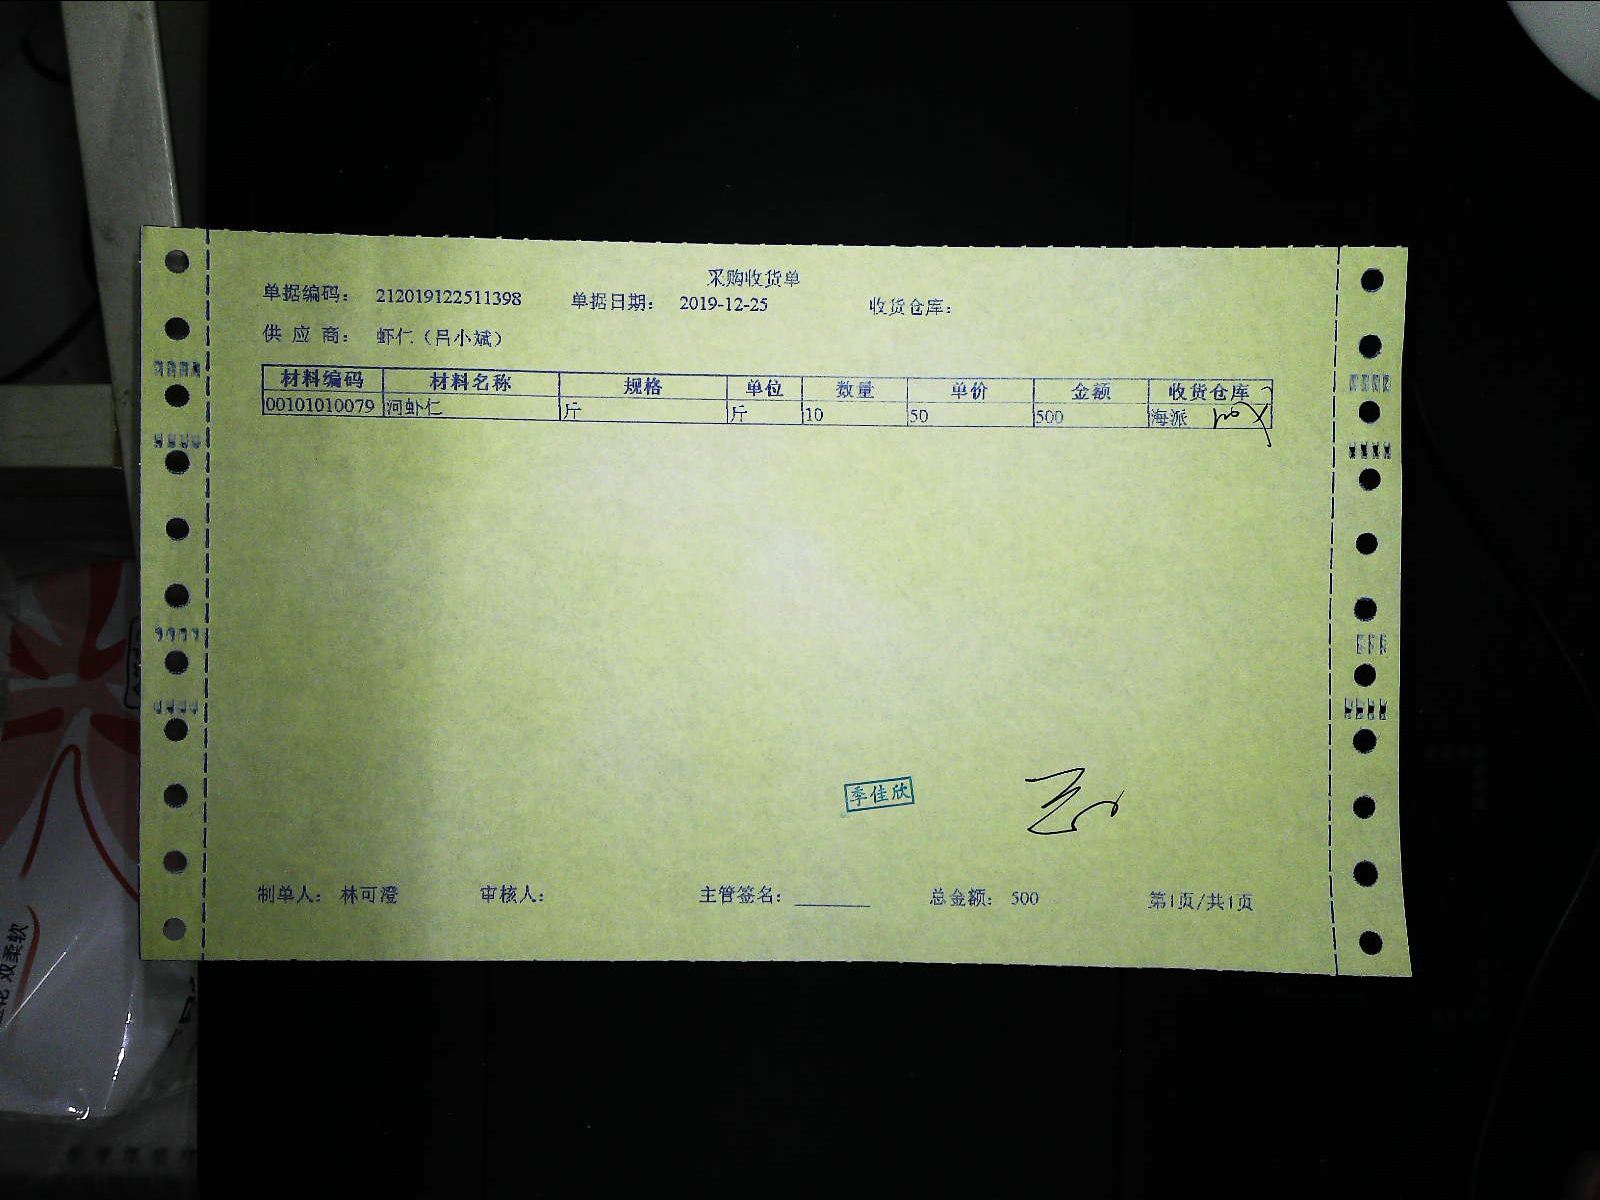 采购收货单
单据编码： 212019122511398 单据日期： 2019-12-25 收货仓库：
供 应 商： 虾仁（吕小斌）
材料编码 材料名称 规格 单位 数量 单价 金额 收货仓库
00101010079 河虾仁 斤 斤 10 50 500 海派
季佳欣
制单人： 林可澄 审核人： 主管签名： 总金额： 500 第1页/共1页
双柔软